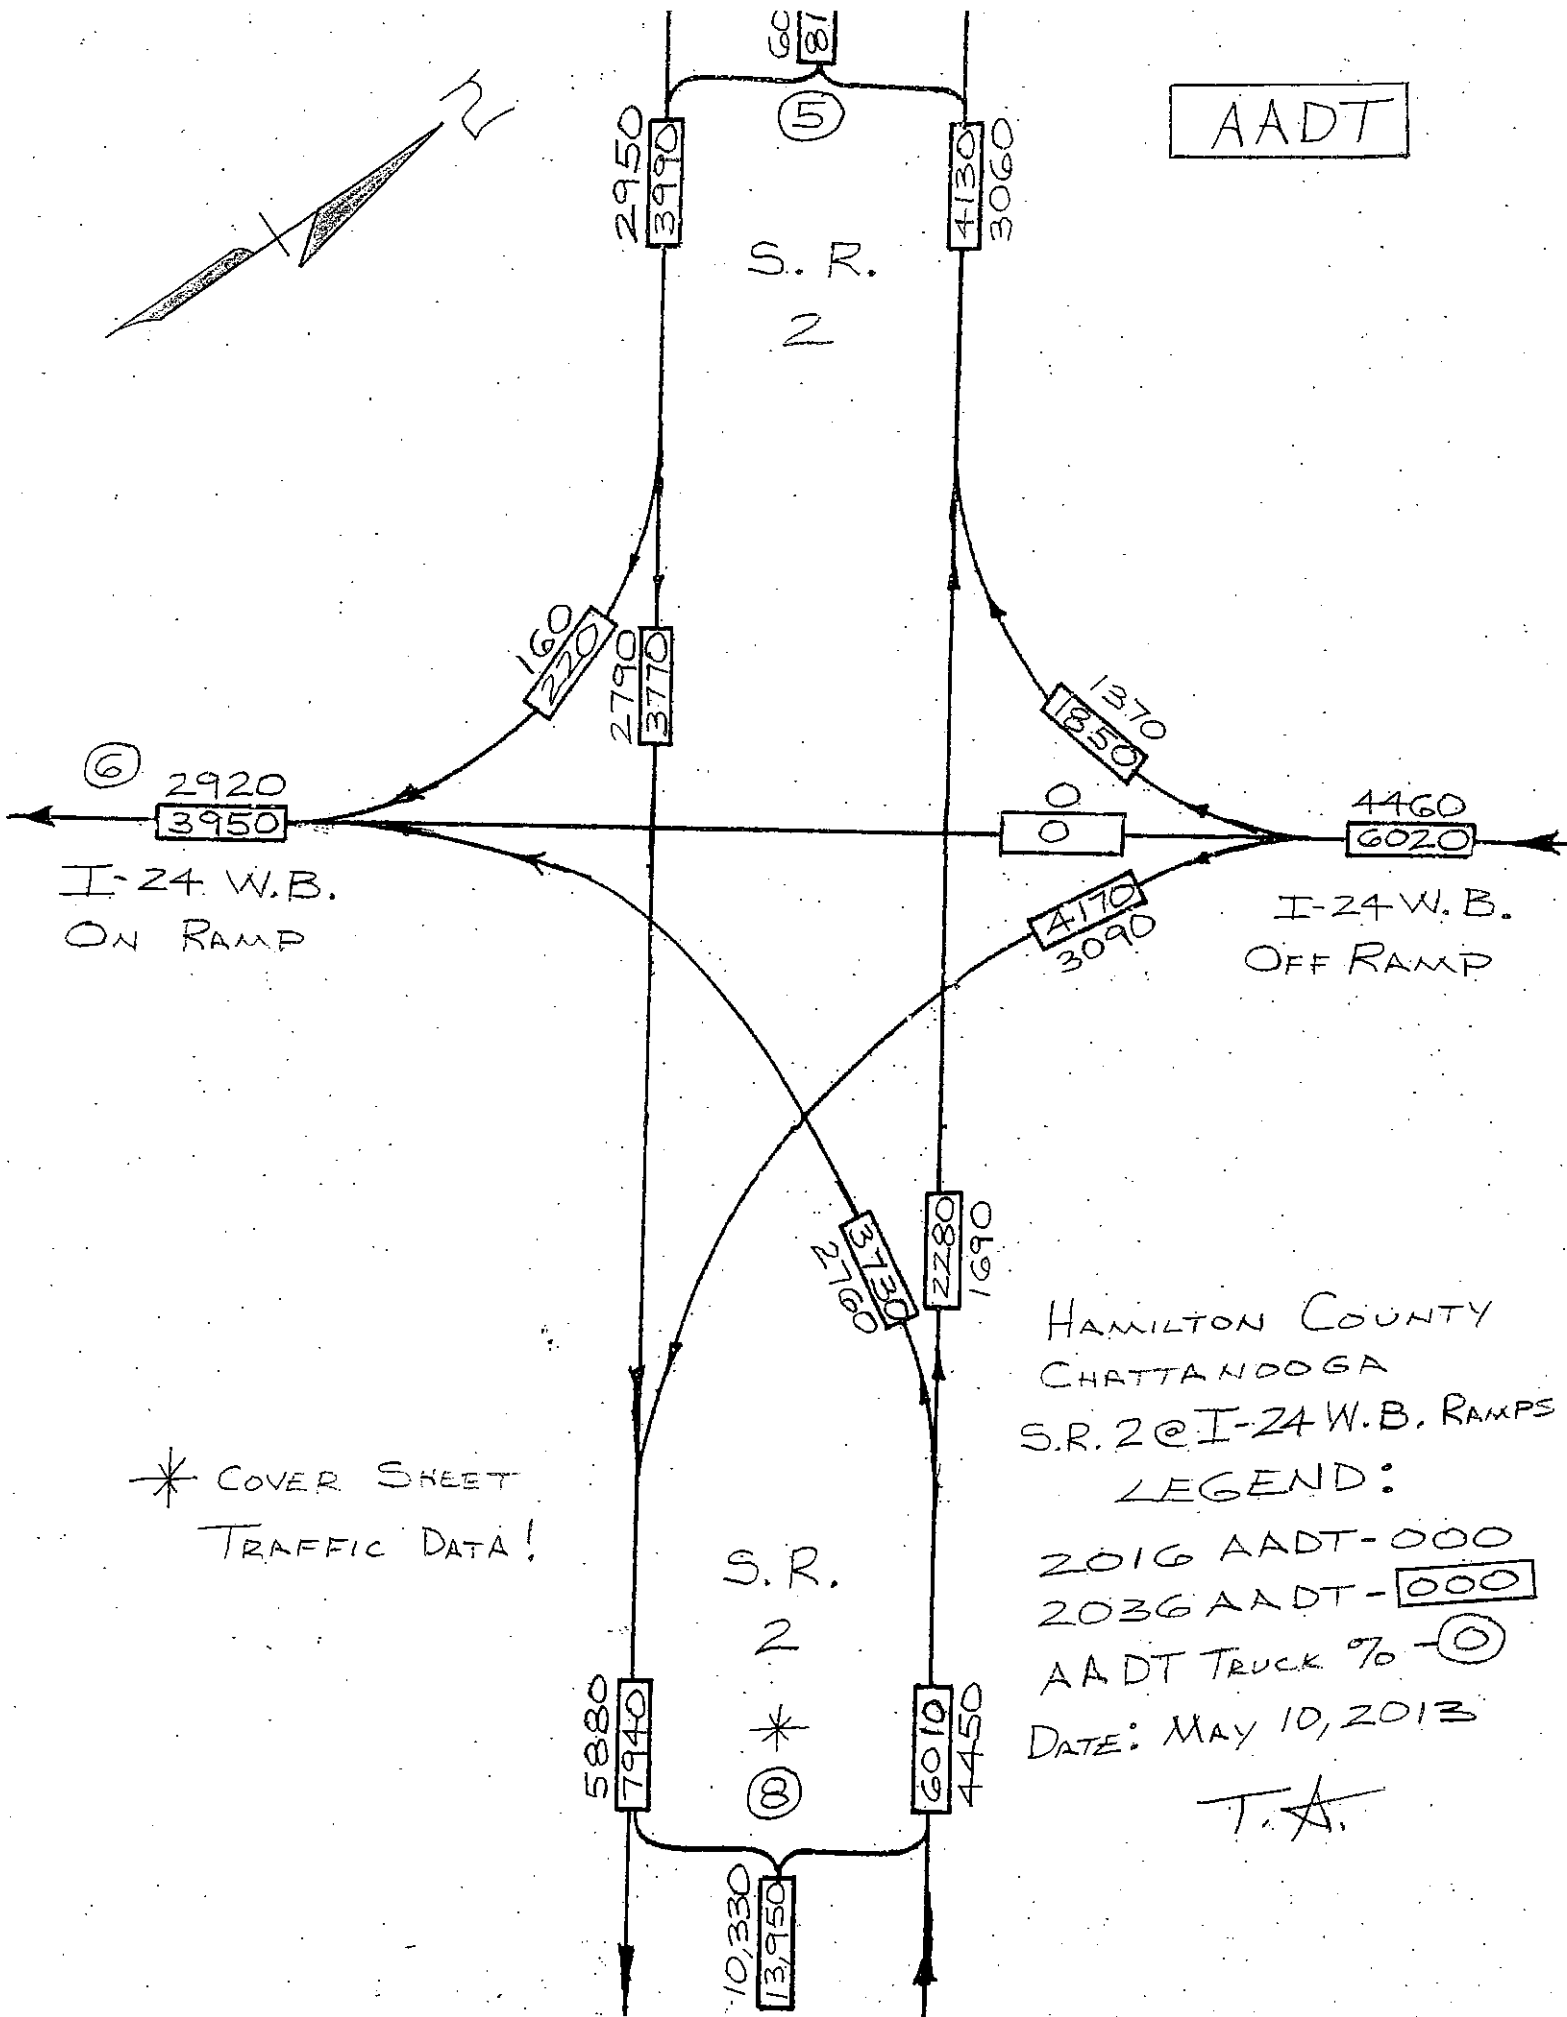 60
81
5
AADT
N
2950
3990
4130
3060
S. R.
2
160
220
2790
3770
1370
1850
6
2920
3950
0
0
4460
6020
I-24 W.B.
ON RAMP
4170
3090
I-24 W.B.
OFF RAMP
3730
2760
2280
1690
HAMILTON COUNTY
CHATTANOOGA
S.R. 2 @ I-24 W.B. RAMPS
LEGEND:
* COVER SHEET
TRAFFIC DATA!
2016 AADT-000
2036 AADT-000
AADT TRUCK % -0
DATE: MAY 10, 2013
T.A.
S.R.
2
*
8
5880
7940
6010
4450
10,330
13,950